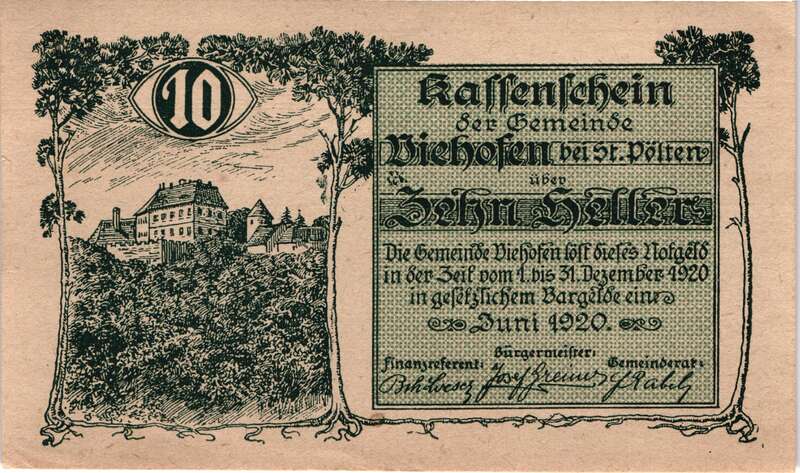 10
Kassenschein
der Gemeinde
Viehofen bei St. Pölten
über
Zehn Heller
Die Gemeinde Viehofen löst dieses Notgeld
in der Zeit vom 1. bis 31. Dezember 1920
in gesetzlichem Bargelde ein.
Juni 1920.
Bürgermeister:
Finanzreferent: Gemeinderat:
Josef